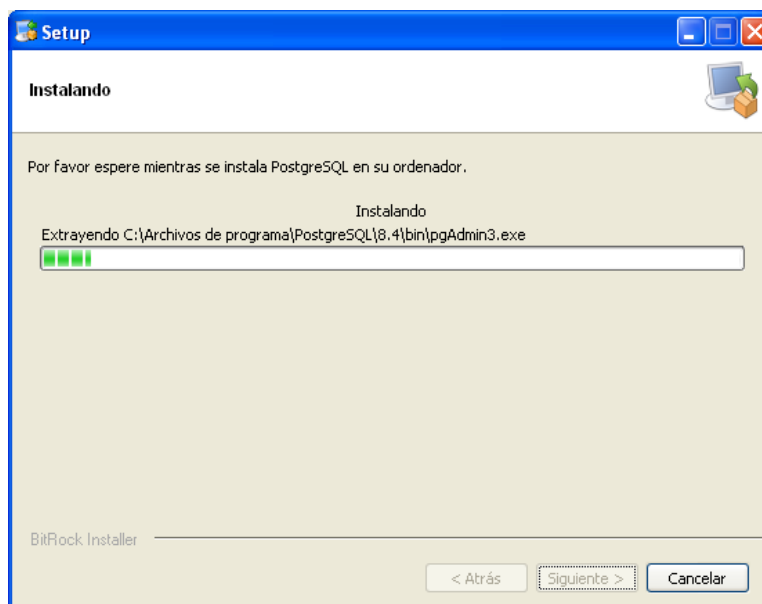 Setup
Instalando
Por favor espere mientras se instala PostgreSQL en su ordenador.
Instalando
Extrayendo C:\Archivos de programa\PostgreSQL\8.4\bin\pgAdmin3.exe
BitRock Installer
< Atrás Siguiente > Cancelar